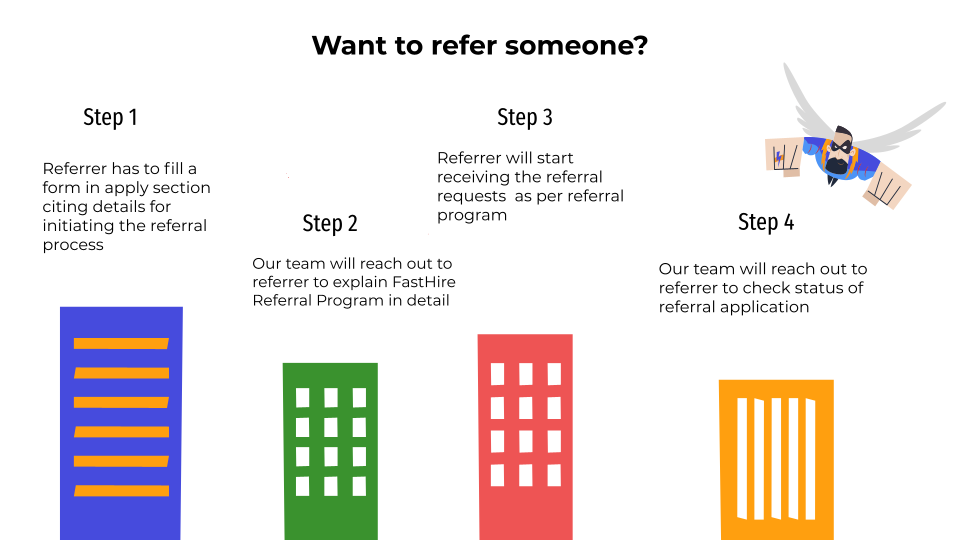 Want to refer someone?
Step 1
Referrer has to fill a
form in apply section
citing details for
initiating the referral
process
Step 2
Our team will reach out to
referrer to explain FastHire
Referral Program in detail
Step 3
Referrer will start
receiving the referral
requests  as per referral
program
Step 4
Our team will reach out to
referrer to check status of
referral application